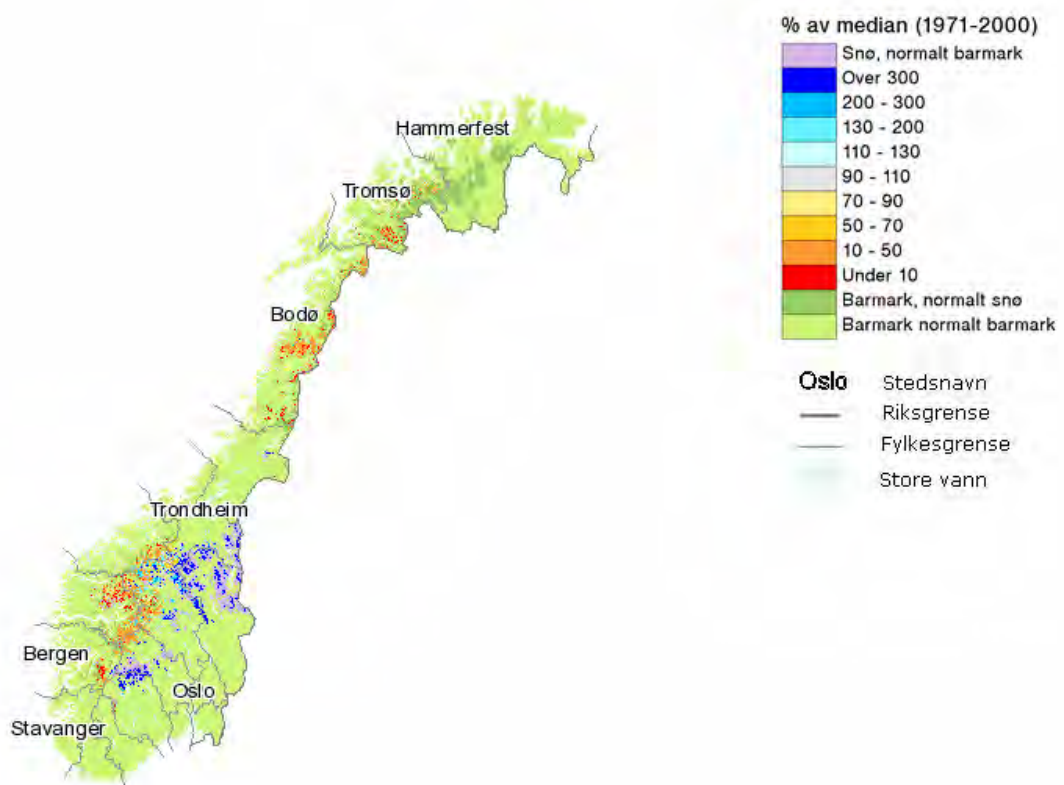 % av median (1971-2000)
Snø, normalt barmark
Over 300
200 - 300
130 - 200
110 - 130
90 - 110
70 - 90
50 - 70
10 - 50
Under 10
Barmark, normalt snø
Barmark normalt barmark
Oslo Stedsnavn
Riksgrense
Fylkesgrense
Store vann
Hammerfest
Tromsø
Bodø
Trondheim
Bergen
Oslo
Stavanger